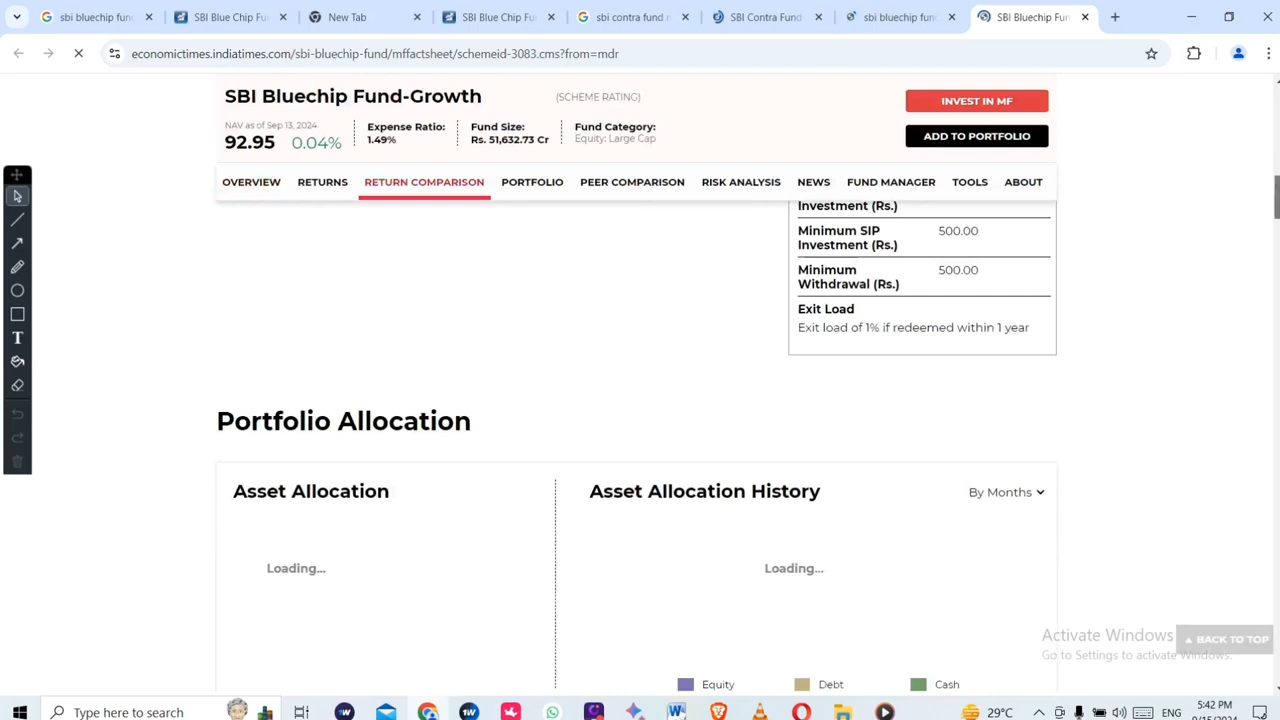 sbi bluechip fund
SBI Blue Chip Fun
New Tab
SBI Blue Chip Fun
sbi contra fund r
SBI Contra Fund
sbi bluechip fun
SBI Bluechip Fun
economictimes.indiatimes.com/sbi-bluechip-fund/mffactsheet/schemeid-3083.cms?from=mdr
SBI Bluechip Fund-Growth
(SCHEME RATING)
INVEST IN MF
NAV as of Sep 13, 2024
92.95 0.04%
Expense Ratio:
1.49%
Fund Size:
Rs. 51,632.73 Cr
Fund Category:
Equity: Large Cap
ADD TO PORTFOLIO
OVERVIEW RETURNS RETURN COMPARISON PORTFOLIO PEER COMPARISON RISK ANALYSIS NEWS FUND MANAGER TOOLS ABOUT
Investment (Rs.)
Minimum SIP
Investment (Rs.)
500.00
Minimum
Withdrawal (Rs.)
500.00
Exit Load
Exit load of 1% if redeemed within 1 year
Portfolio Allocation
Asset Allocation
Asset Allocation History
By Months
Loading...
Loading...
Equity Debt Cash
BACK TO TOP
Activate Windows
Go to Settings to activate Windows.
T
Type here to search
29°C
ENG
5:42 PM
9/15/2024